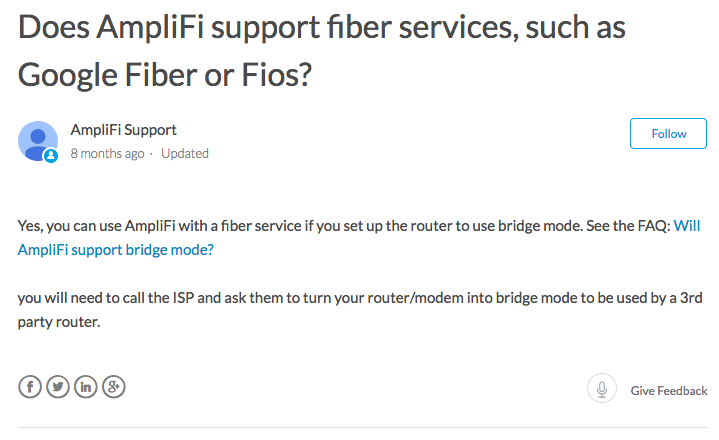 Does AmpliFi support fiber services, such as
Google Fiber or Fios?
AmpliFi Support
8 months ago · Updated
Follow
Yes, you can use AmpliFi with a fiber service if you set up the router to use bridge mode. See the FAQ: Will
AmpliFi support bridge mode?
you will need to call the ISP and ask them to turn your router/modem into bridge mode to be used by a 3rd
party router.
Give Feedback